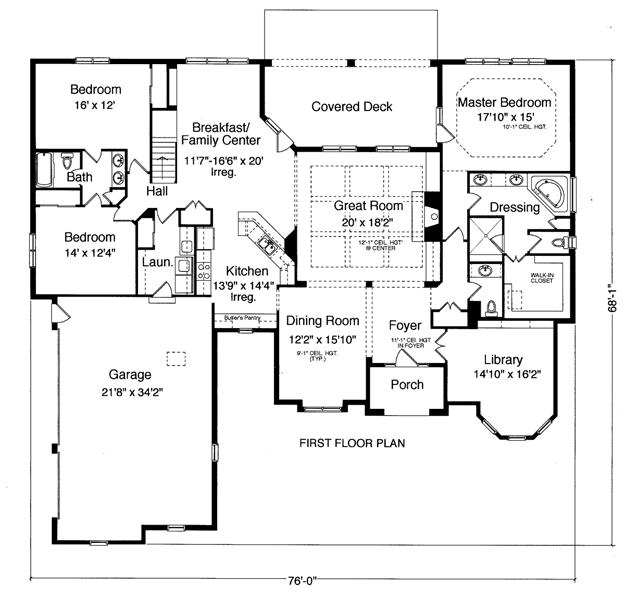 Bedroom
16' x 12'
Breakfast/
Family Center
11'7"-16'6" x 20'
Irreg.
Covered Deck
Master Bedroom
17'10" x 15'
10'-1" CEIL. HGT.
Bath
Hall
Great Room
20' x 18'2"
12'-1" CEIL. HGT'
@ CENTER
Dressing
Bedroom
14' x 12'4"
Laun.
Kitchen
13'9" x 14'4"
Irreg.
WALK-IN
CLOSET
Butler's Pantry
Dining Room
12'2" x 15'10"
9'-1" CEIL. HGT.
(TYP.)
Foyer
11'-1" CEIL. HGT
IN FOYER
Library
14'10" x 16'2"
Garage
21'8" x 34'2"
Porch
FIRST FLOOR PLAN
68'-1"
76'-0"